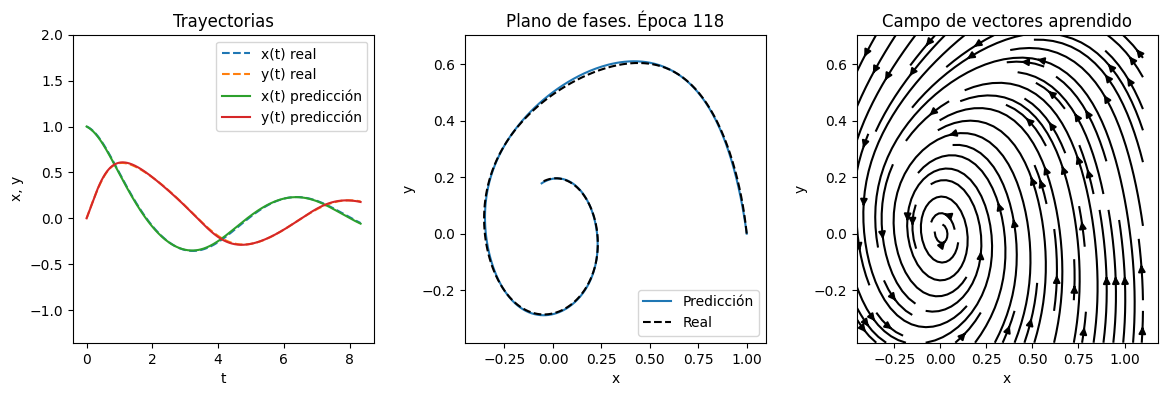 Trayectorias
2.0
1.5
1.0
0.5
0.0
−0.5
−1.0
x, y
0 2 4 6 8
t
x(t) real
y(t) real
x(t) predicción
y(t) predicción
Plano de fases. Época 118
0.6
0.4
0.2
0.0
−0.2
y
−0.25 0.00 0.25 0.50 0.75 1.00
x
Predicción
Real
Campo de vectores aprendido
0.6
0.4
0.2
0.0
−0.2
y
−0.25 0.00 0.25 0.50 0.75 1.00
x